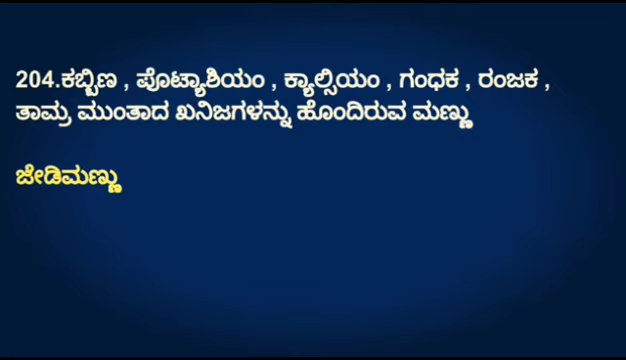 204.ಕಬ್ಬಿಣ , ಪೊಟ್ಯಾಶಿಯಂ , ಕ್ಯಾಲ್ಸಿಯಂ , ಗಂಧಕ , ರಂಜಕ ,
ತಾಮ್ರ ಮುಂತಾದ ಖನಿಜಗಳನ್ನು ಹೊಂದಿರುವ ಮಣ್ಣು
ಜೇಡಿಮಣ್ಣು